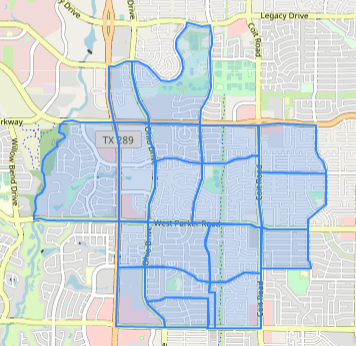 Drive
Legacy Drive
Coit Road
rkway
TX 289
Ohio Drive
Willow Bend Drive
Coit Road
West Parker Road
Ohio Drive
Coit Road